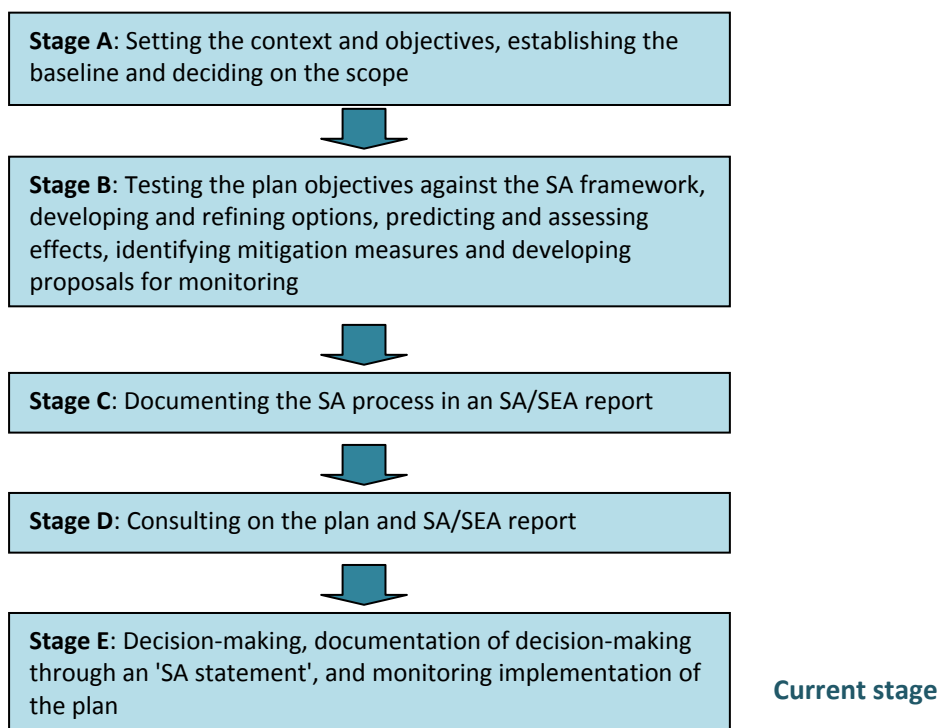 Stage A: Setting the context and objectives, establishing the
baseline and deciding on the scope
Stage B: Testing the plan objectives against the SA framework,
developing and refining options, predicting and assessing
effects, identifying mitigation measures and developing
proposals for monitoring
Stage C: Documenting the SA process in an SA/SEA report
Stage D: Consulting on the plan and SA/SEA report
Stage E: Decision-making, documentation of decision-making
through an 'SA statement', and monitoring implementation of
the plan
Current stage